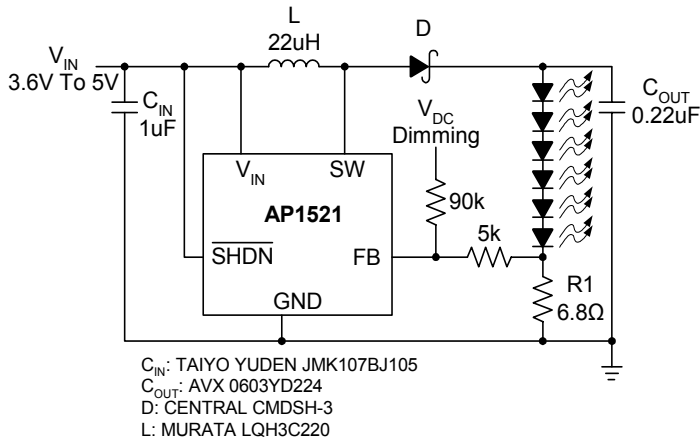 L
22uH
D
VIN
3.6V To 5V
CIN
1uF
VDC
Dimming
COUT
0.22uF
VIN
SW
AP1521
90k
5k
SHDN
FB
GND
R1
6.8Ω
CIN: TAIYO YUDEN JMK107BJ105
COUT: AVX 0603YD224
D: CENTRAL CMDSH-3
L: MURATA LQH3C220